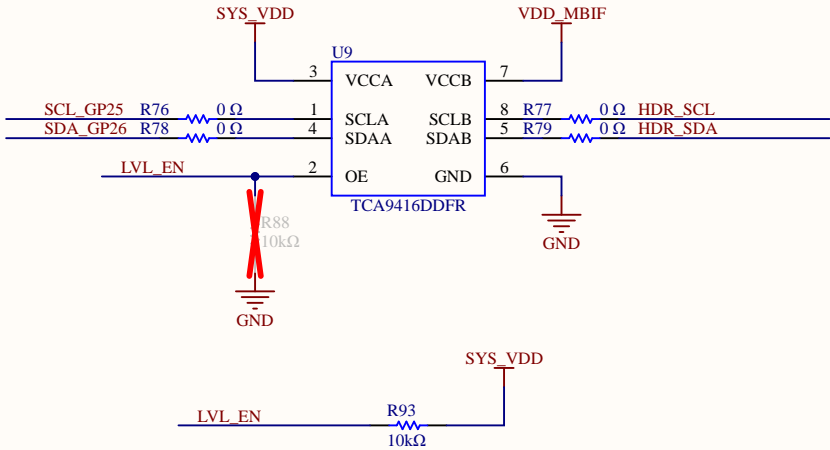 SYS_VDD VDD_MBIF
U9
3 VCCA VCCB 7
SCL_GP25 R76 0 Ω 1 SCLA SCLB 8 R77 0 Ω HDR_SCL
SDA_GP26 R78 0 Ω 4 SDAA SDAB 5 R79 0 Ω HDR_SDA
LVL_EN 2 OE GND 6
TCA9416DDFR
R88
10kΩ
GND
GND
SYS_VDD
R93
LVL_EN
10kΩ